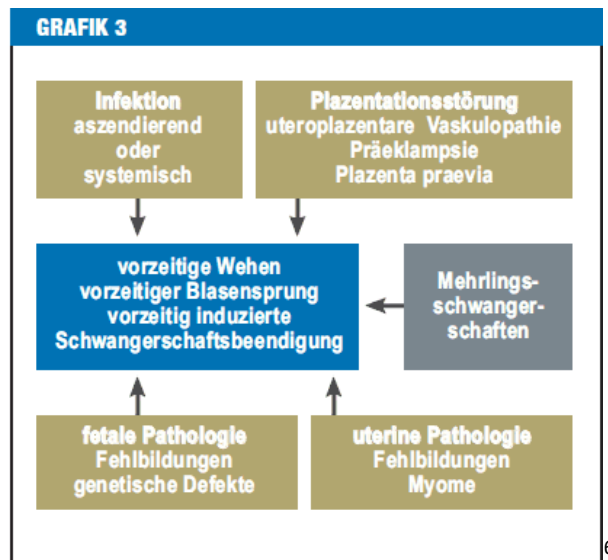 GRAFIK 3
Infektion
aszendierend
oder
systemisch
Plazentationsstörung
uteroplazentare Vaskulopathie
Präeklampsie
Plazenta praevia
vorzeitige Wehen
vorzeitiger Blasensprung
vorzeitig induzierte
Schwangerschaftsbeendigung
Mehrlings-
schwanger-
schaften
fetale Pathologie
Fehlbildungen
genetische Defekte
uterine Pathologie
Fehlbildungen
Myome
e